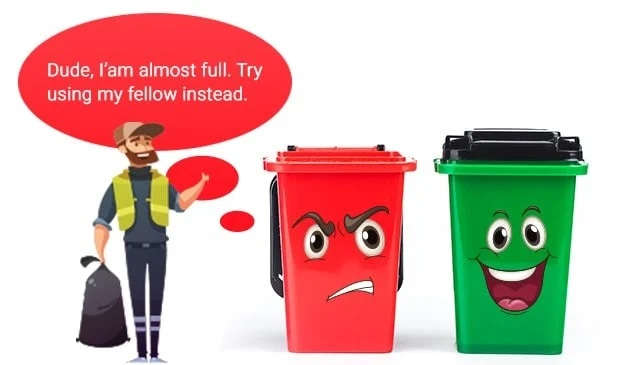 Dude, I'am almost full. Try
using my fellow instead.